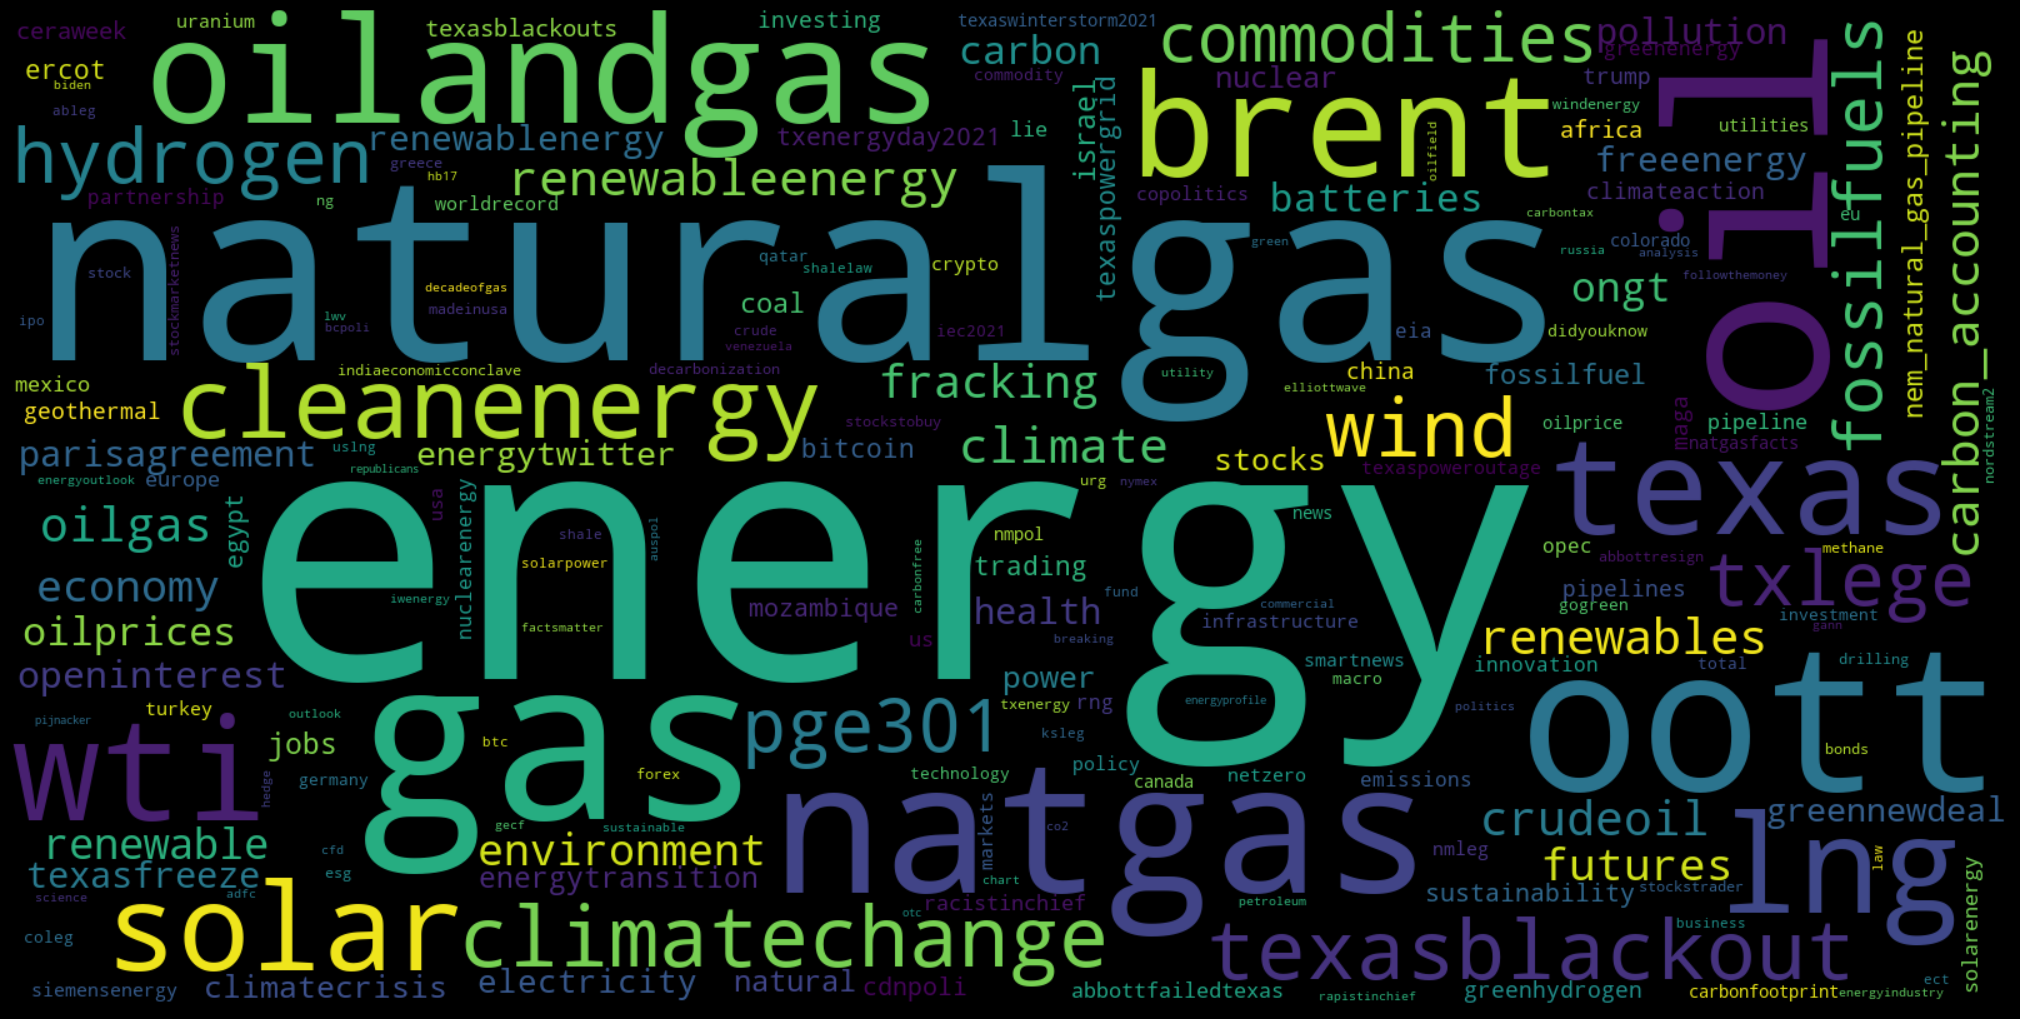 ceraweek
uranium
oilandgas
texasblackouts
investing
texaswinterstorm2021
commodities
pollution
greenenergy
ercot
biden
ableg
carbon
commodity
nuclear
trump
oil
fossilfuels
nem_natural_gas_pipeline
carbon_accounting
hydrogen
renewablenergy
txenergyday2021
lie
israel
texaspowergrid
brent
oilfield
windenergy
africa
utilities
freeenergy
greece
hb17
renewableenergy
partnership
ng
worldrecord
copolitics
batteries
climateaction
carbontax
eu
naturalgas
stockmarketnews
stock
qatar
shalelaw
crypto
green
russia
colorado
analysis
followthemoney
decadeofgas
madeinusa
coal
ongt
ipo
lwv
bcpoli
crude
venezuela
iec2021
eia
didyouknow
indiaeconomicconclave
decarbonization
fracking
utility
elliottwave
china
fossilfuel
mexico
geothermal
cleanenergy
stockstobuy
wind
oilprice
maga
pipeline
natgasfacts
nordstream2
parisagreement
uslng
energytwitter
bitcoin
climate
stocks
texaspoweroutage
texas
energyoutlook
europe
republicans
energy
urg
nymex
oilgas
egypt
usa
nuclearenergy
shale
auspol
solarpower
news
nmpol
opec
abbottresign
methane
trading
economy
iwenergy
carbonfree
fund
pipelines
txlege
mozambique
health
commercial
infrastructure
gogreen
investment
gann
oilprices
factsmatter
us
breaking
renewables
openinterest
power
smartnews
macro
innovation
total
drilling
turkey
outlook
gas
pge301
txenergy
rng
energyprofile
politics
oott
pijnacker
wti
jobs
btc
ksleg
bonds
hedge
germany
forex
technology
policy
canada
netzero
emissions
natgas
markets
co2
crudeoil
greennewdeal
renewable
gecf
sustainable
cfd
esg
environment
nmleg
futures
lng
law
texasfreeze
energytransition
chart
sustainability
stockstrader
solarenergy
science
adfc
solar
climatechange
racistinchief
otc
petroleum
texasblackout
business
coleg
siemensenergy
climatecrisis
electricity
natural
cdnpoli
abbottfailedtexas
rapistinchief
greenhydrogen
carbonfootprint
energyindustry
ect